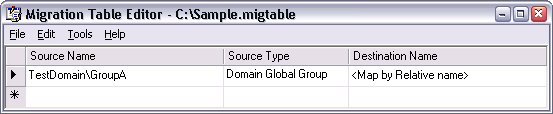 Migration Table Editor - C:\Sample.migtable
File Edit Tools Help
Source Name Source Type Destination Name
TestDomain\GroupA Domain Global Group <Map by Relative name>